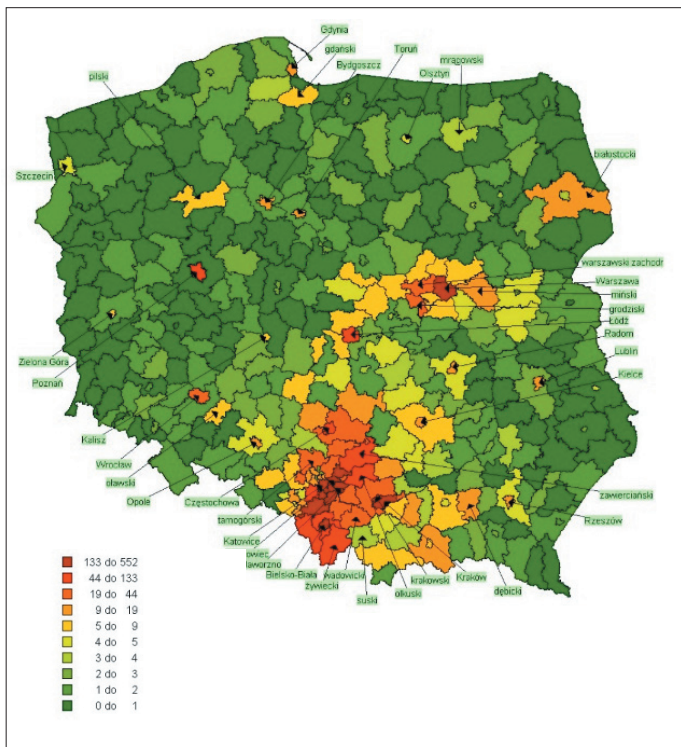 Gdynia
gdański
Toruń
Bydgoszcz
mrągowski
pilski
Olsztyn
białostocki
Szczecin
warszawski zachodr
Warszawa
miński
grodziski
Łódź
Radom
Zielona Góra
Lublin
Poznań
Kielce
Kalisz
Wrocław
oławski
Opole
zawierciański
Częstochowa
Rzeszów
tarnogórski
Katowice
owiec
Jaworzno
Kraków
Bielsko-Biała
wadowicki
krakowski
dębicki
żywiecki
olkuski
suski
133 do 552
44 do 133
19 do 44
9 do 19
5 do 9
4 do 5
3 do 4
2 do 3
1 do 2
0 do 1